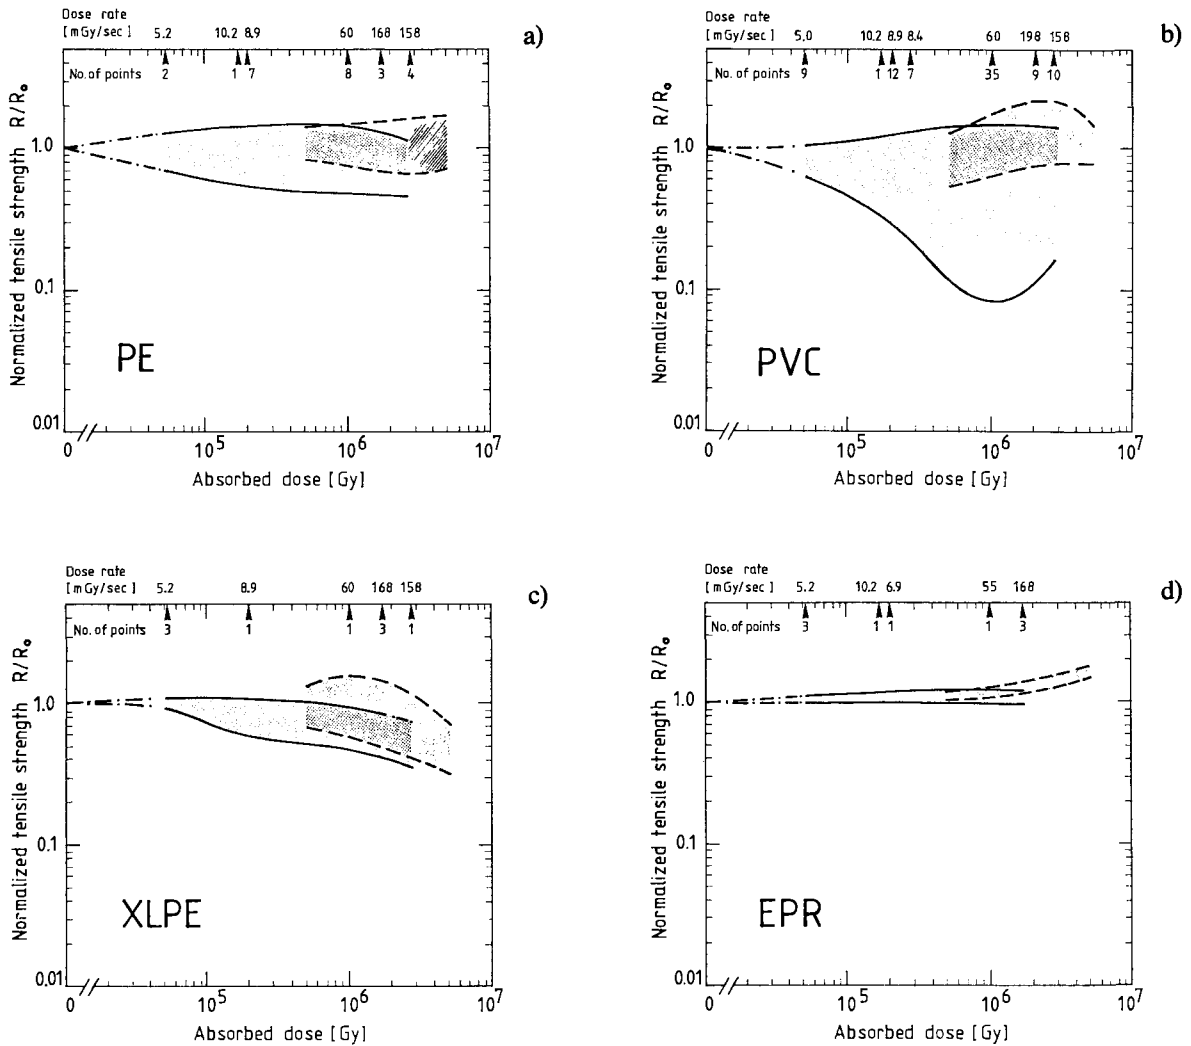 Dose rate
[mGy/sec] 5.2 10.2 8.9 60 168 158
a)
No. of points 2 1 7 8 3 4
Normalized tensile strength R/R₀
1.0
0.1
0.01
PE
0 10⁵ 10⁶ 10⁷
Absorbed dose [Gy]
Dose rate
[mGy/sec] 5.0 10.2 8.9 8.4 60 198 158
b)
No. of points 9 1 12 7 35 9 10
Normalized tensile strength R/R₀
1.0
0.1
0.01
PVC
0 10⁵ 10⁶ 10⁷
Absorbed dose [Gy]
Dose rate
[mGy/sec] 5.2 8.9 60 168 158
c)
No. of points 3 1 1 3 1
Normalized tensile strength R/R₀
1.0
0.1
0.01
XLPE
0 10⁵ 10⁶ 10⁷
Absorbed dose [Gy]
Dose rate
[mGy/sec] 5.2 10.2 6.9 55 168
d)
No. of points 3 1 1 1 3
Normalized tensile strength R/R₀
1.0
0.1
0.01
EPR
0 10⁵ 10⁶ 10⁷
Absorbed dose [Gy]